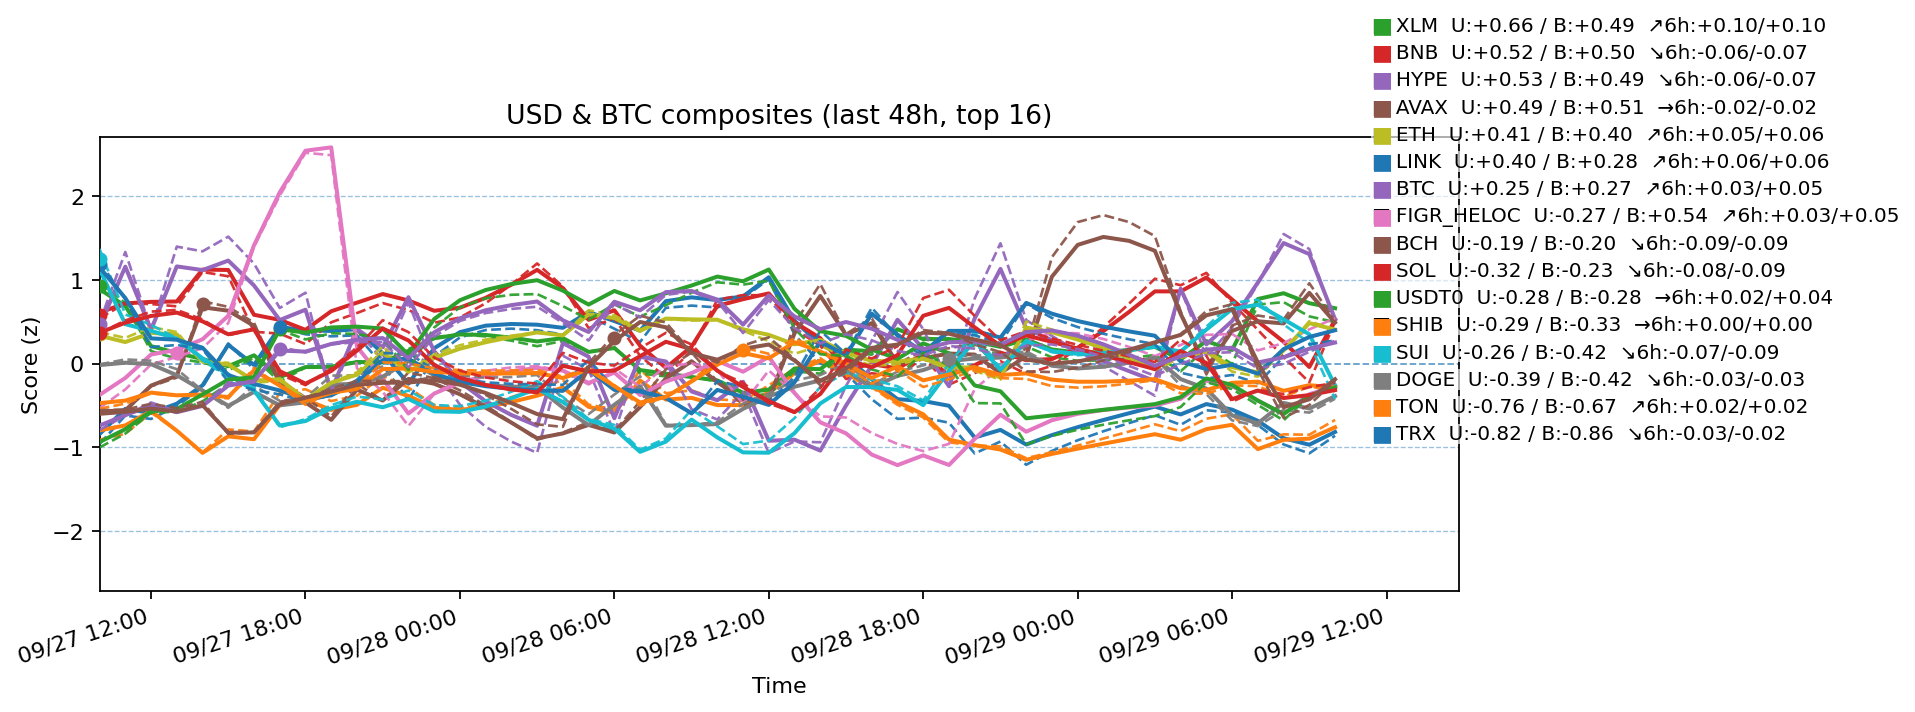 XLM U:+0.66 / B:+0.49 ↗6h:+0.10/+0.10
BNB U:+0.52 / B:+0.50 ↘6h:-0.06/-0.07
HYPE U:+0.53 / B:+0.49 ↘6h:-0.06/-0.07
AVAX U:+0.49 / B:+0.51 →6h:-0.02/-0.02
ETH U:+0.41 / B:+0.40 ↗6h:+0.05/+0.06
LINK U:+0.40 / B:+0.28 ↗6h:+0.06/+0.06
BTC U:+0.25 / B:+0.27 ↗6h:+0.03/+0.05
FIGR_HELOC U:-0.27 / B:+0.54 ↗6h:+0.03/+0.05
BCH U:-0.19 / B:-0.20 ↘6h:-0.09/-0.09
SOL U:-0.32 / B:-0.23 ↘6h:-0.08/-0.09
USDT0 U:-0.28 / B:-0.28 →6h:+0.02/+0.04
SHIB U:-0.29 / B:-0.33 →6h:+0.00/+0.00
SUI U:-0.26 / B:-0.42 ↘6h:-0.07/-0.09
DOGE U:-0.39 / B:-0.42 ↘6h:-0.03/-0.03
TON U:-0.76 / B:-0.67 ↗6h:+0.02/+0.02
TRX U:-0.82 / B:-0.86 ↘6h:-0.03/-0.02
USD & BTC composites (last 48h, top 16)
Score (z)
2
1
0
−1
−2
09/27 12:00
09/27 18:00
09/28 00:00
09/28 06:00
09/28 12:00
09/28 18:00
09/29 00:00
09/29 06:00
09/29 12:00
Time